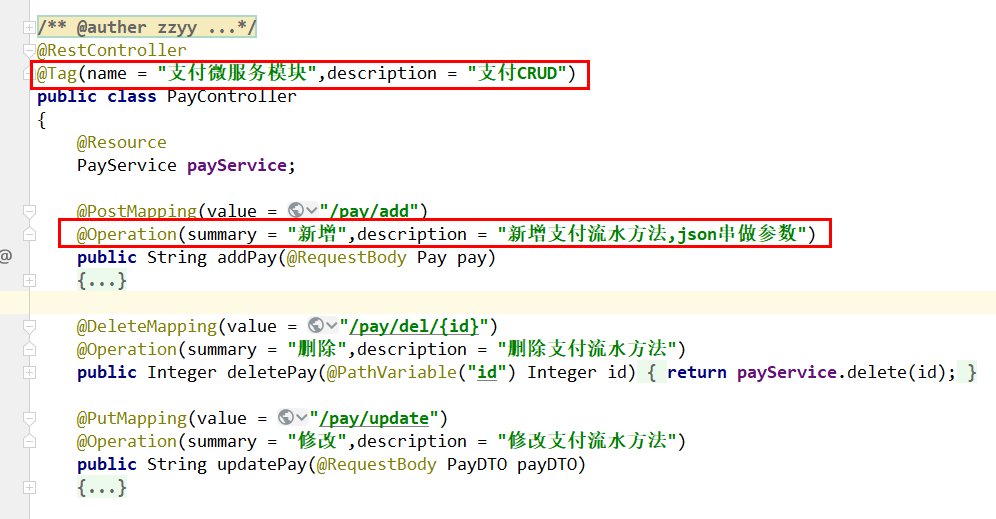 /** @auther zzyy ...*/
@RestController
@Tag(name = "支付微服务模块",description = "支付CRUD")
public class PayController
{
@Resource
PayService payService;
@PostMapping(value = "/pay/add")
@Operation(summary = "新增",description = "新增支付流水方法,json串做参数")
@
public String addPay(@RequestBody Pay pay)
{...}
@DeleteMapping(value = "/pay/del/{id}")
@Operation(summary = "删除",description = "删除支付流水方法")
public Integer deletePay(@PathVariable("id") Integer id) { return payService.delete(id); }
@PutMapping(value = "/pay/update")
@Operation(summary = "修改",description = "修改支付流水方法")
public String updatePay(@RequestBody PayDTO payDTO)
{...}